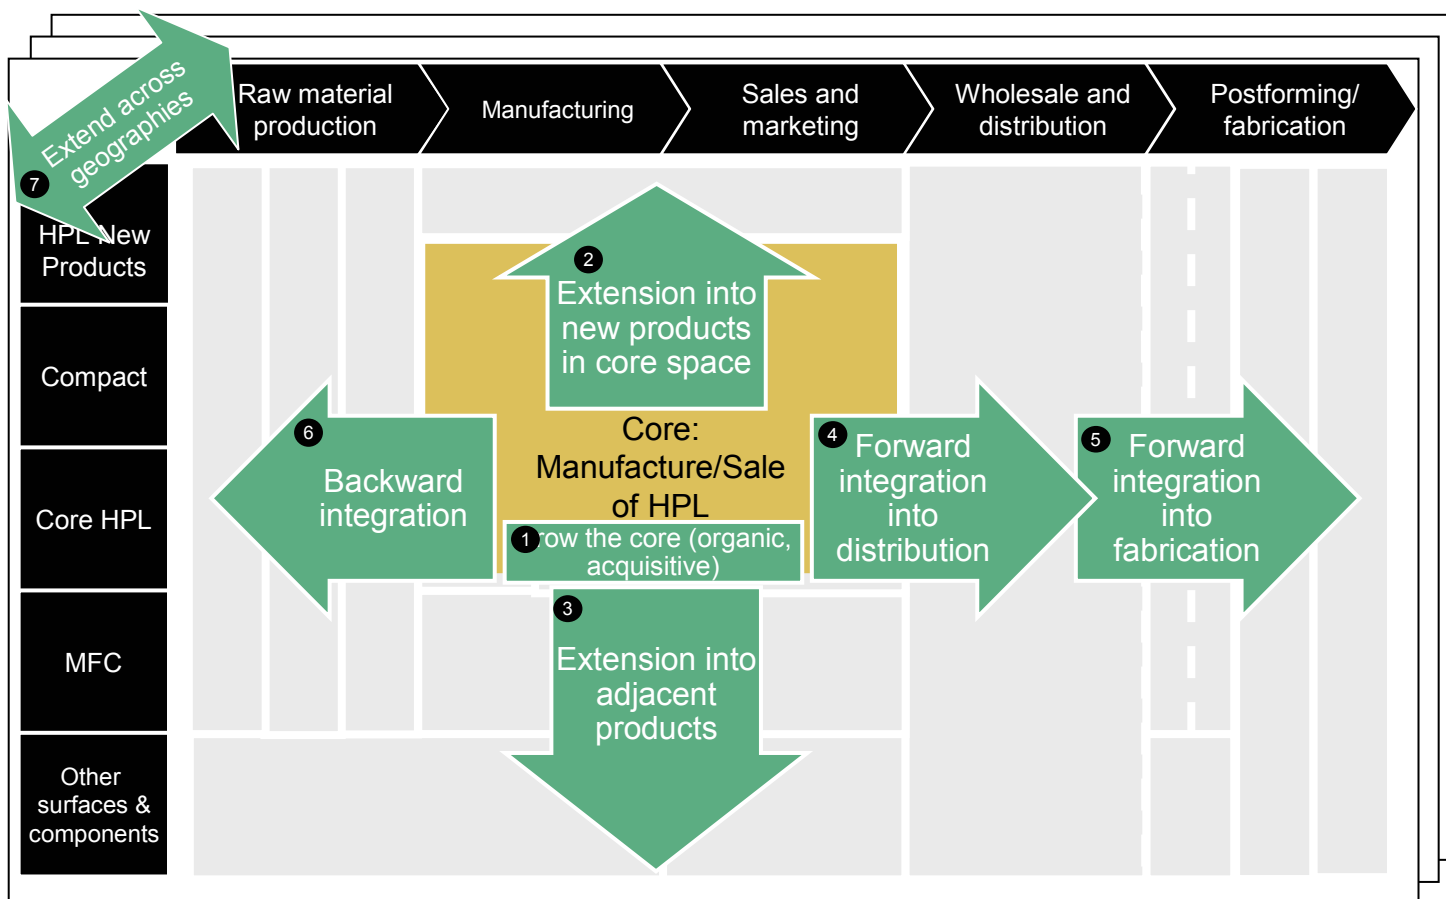 Extend across
geographies
7
Raw material
production
Manufacturing
Sales and
marketing
Wholesale and
distribution
Postforming/
fabrication
HPL New
Products
Compact
Core HPL
MFC
Other
surfaces &
components
2
Extension into
new products
in core space
6
Backward
integration
Core:
Manufacture/Sale
of HPL
1
row the core (organic,
acquisitive)
4
Forward
integration
into
distribution
5
Forward
integration
into
fabrication
3
Extension into
adjacent
products